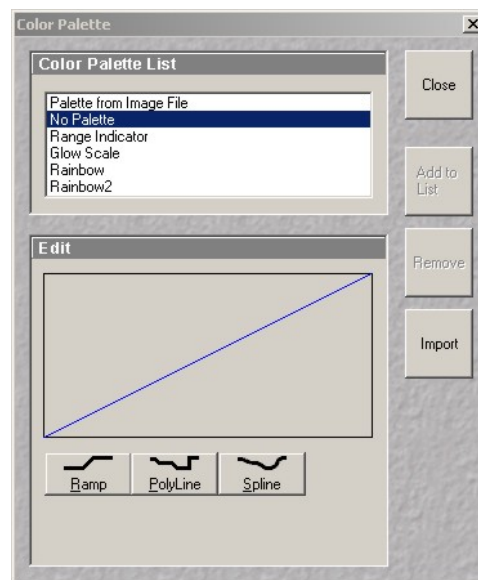 Color Palette
Color Palette List
Palette from Image File
No Palette
Range Indicator
Glow Scale
Rainbow
Rainbow2
Close
Add to
List
Remove
Import
Edit
Ramp
PolyLine
Spline